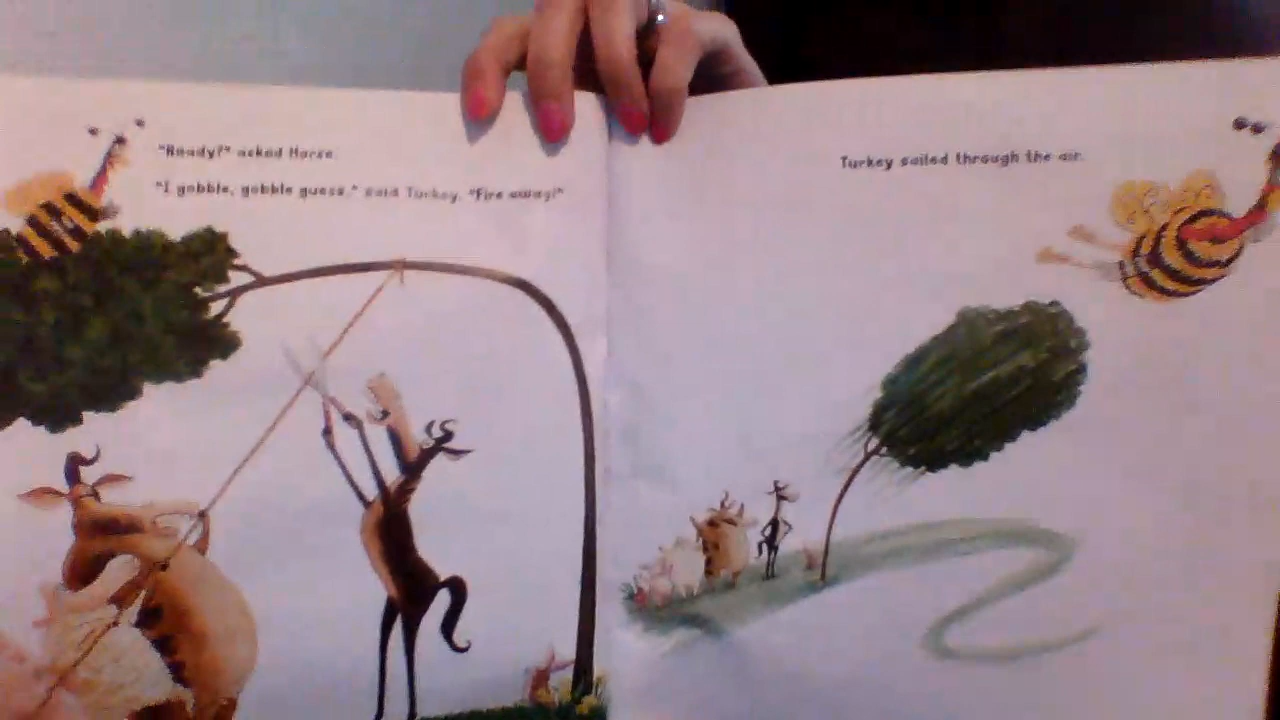 "Ready?" asked Horse.
"I gobble, gobble guess," said Turkey. "Fire away!"
Turkey sailed through the air.